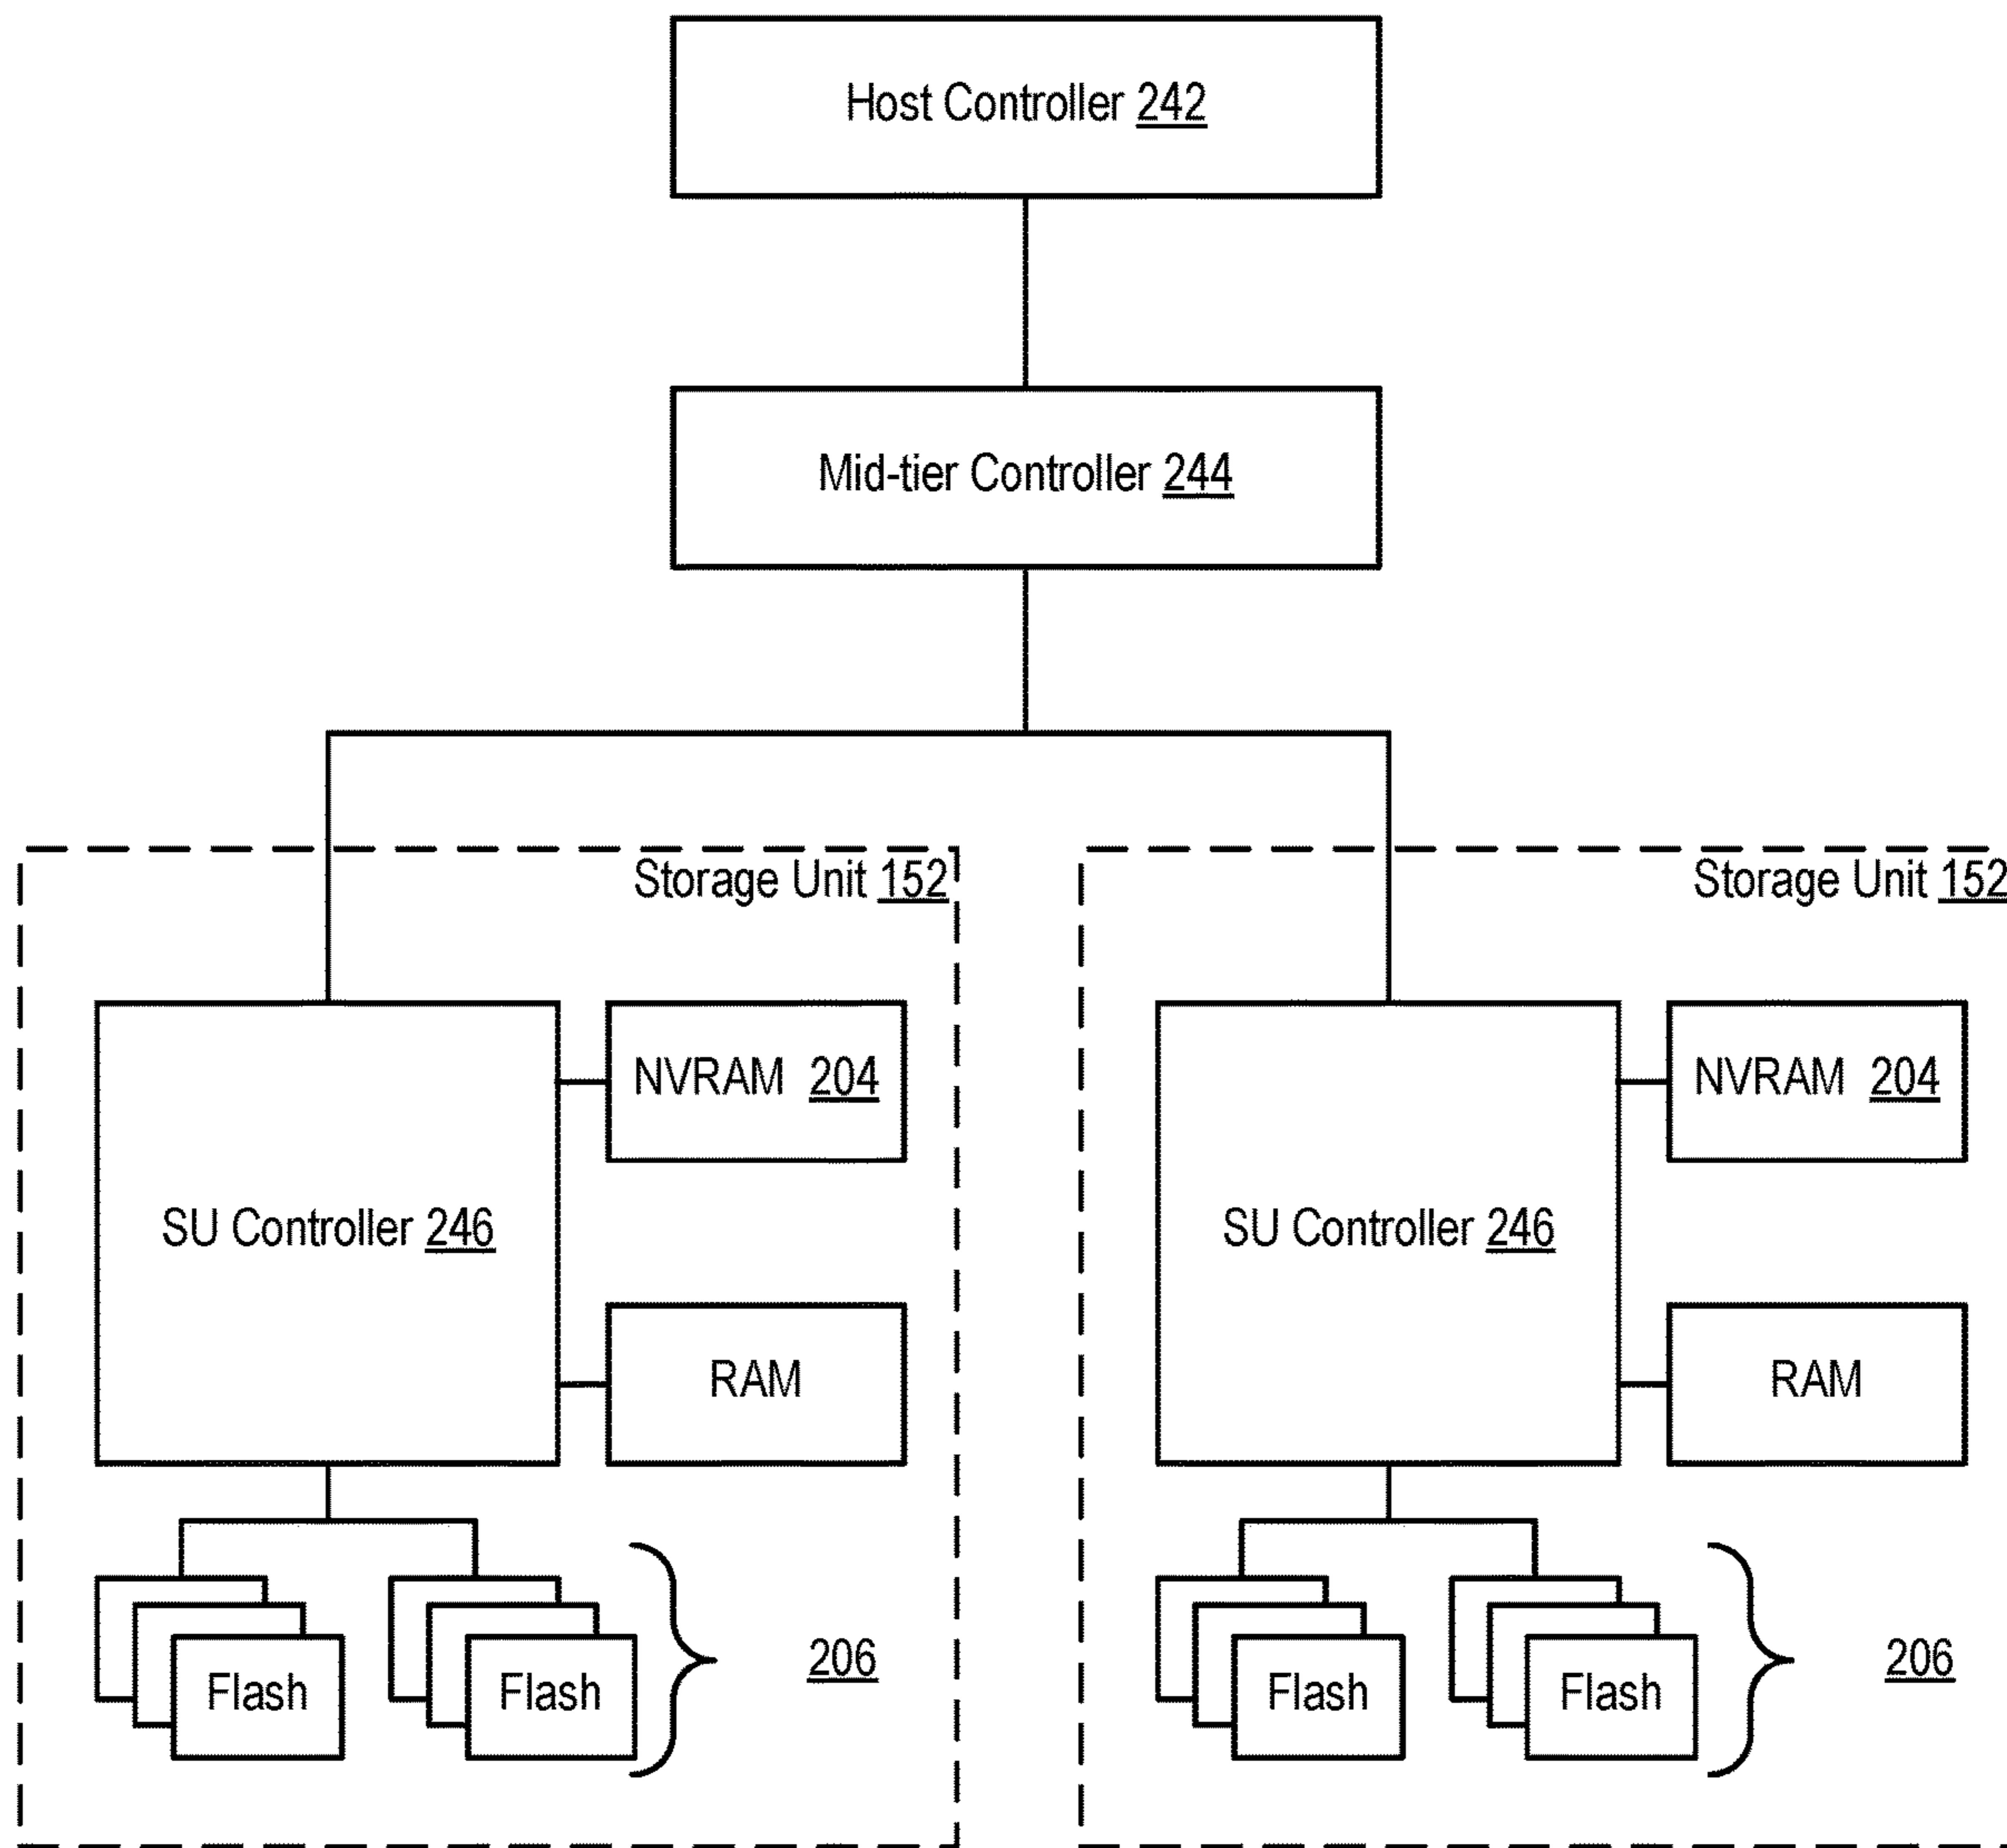 Host Controller 242
Mid-tier Controller 244
Storage Unit 152
Storage Unit 152
NVRAM 204
NVRAM 204
SU Controller 246
SU Controller 246
RAM
RAM
Flash
Flash
206
Flash
Flash
206